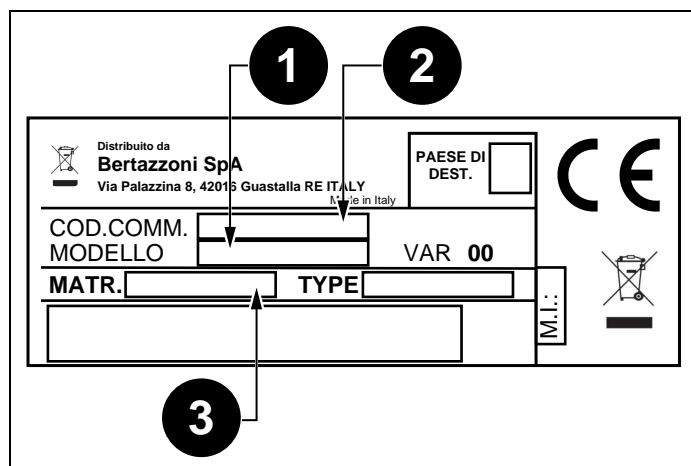 1 2
Distribuito da
Bertazzoni SpA
Via Palazzina 8, 42016 Guastalla RE ITALY
Made in Italy
PAESE DI
DEST.
CE
COD.COMM.
MODELLO VAR 00
MATR. TYPE
M.I.:
3